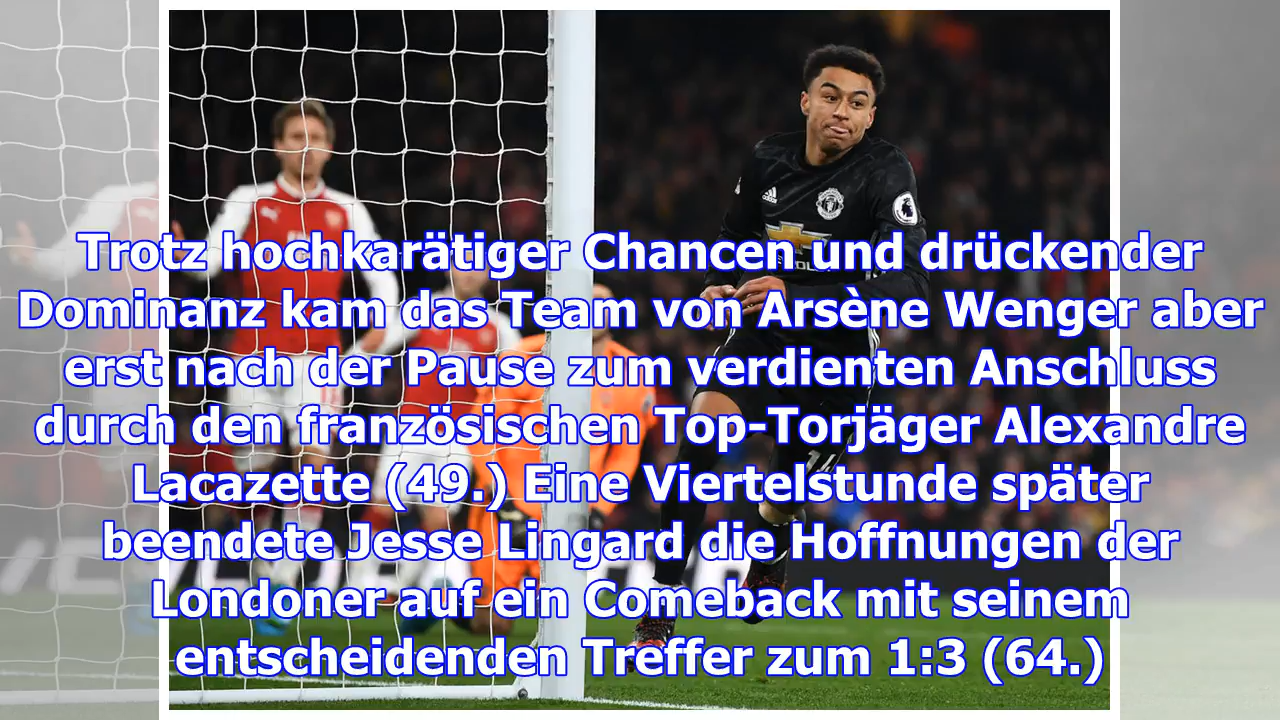 Trotz hochkarätiger Chancen und drückender
Dominanz kam das Team von Arsène Wenger aber
erst nach der Pause zum verdienten Anschluss
durch den französischen Top-Torjäger Alexandre
Lacazette (49.) Eine Viertelstunde später
beendete Jesse Lingard die Hoffnungen der
Londoner auf ein Comeback mit seinem
entscheidenden Treffer zum 1:3 (64.)
adidas